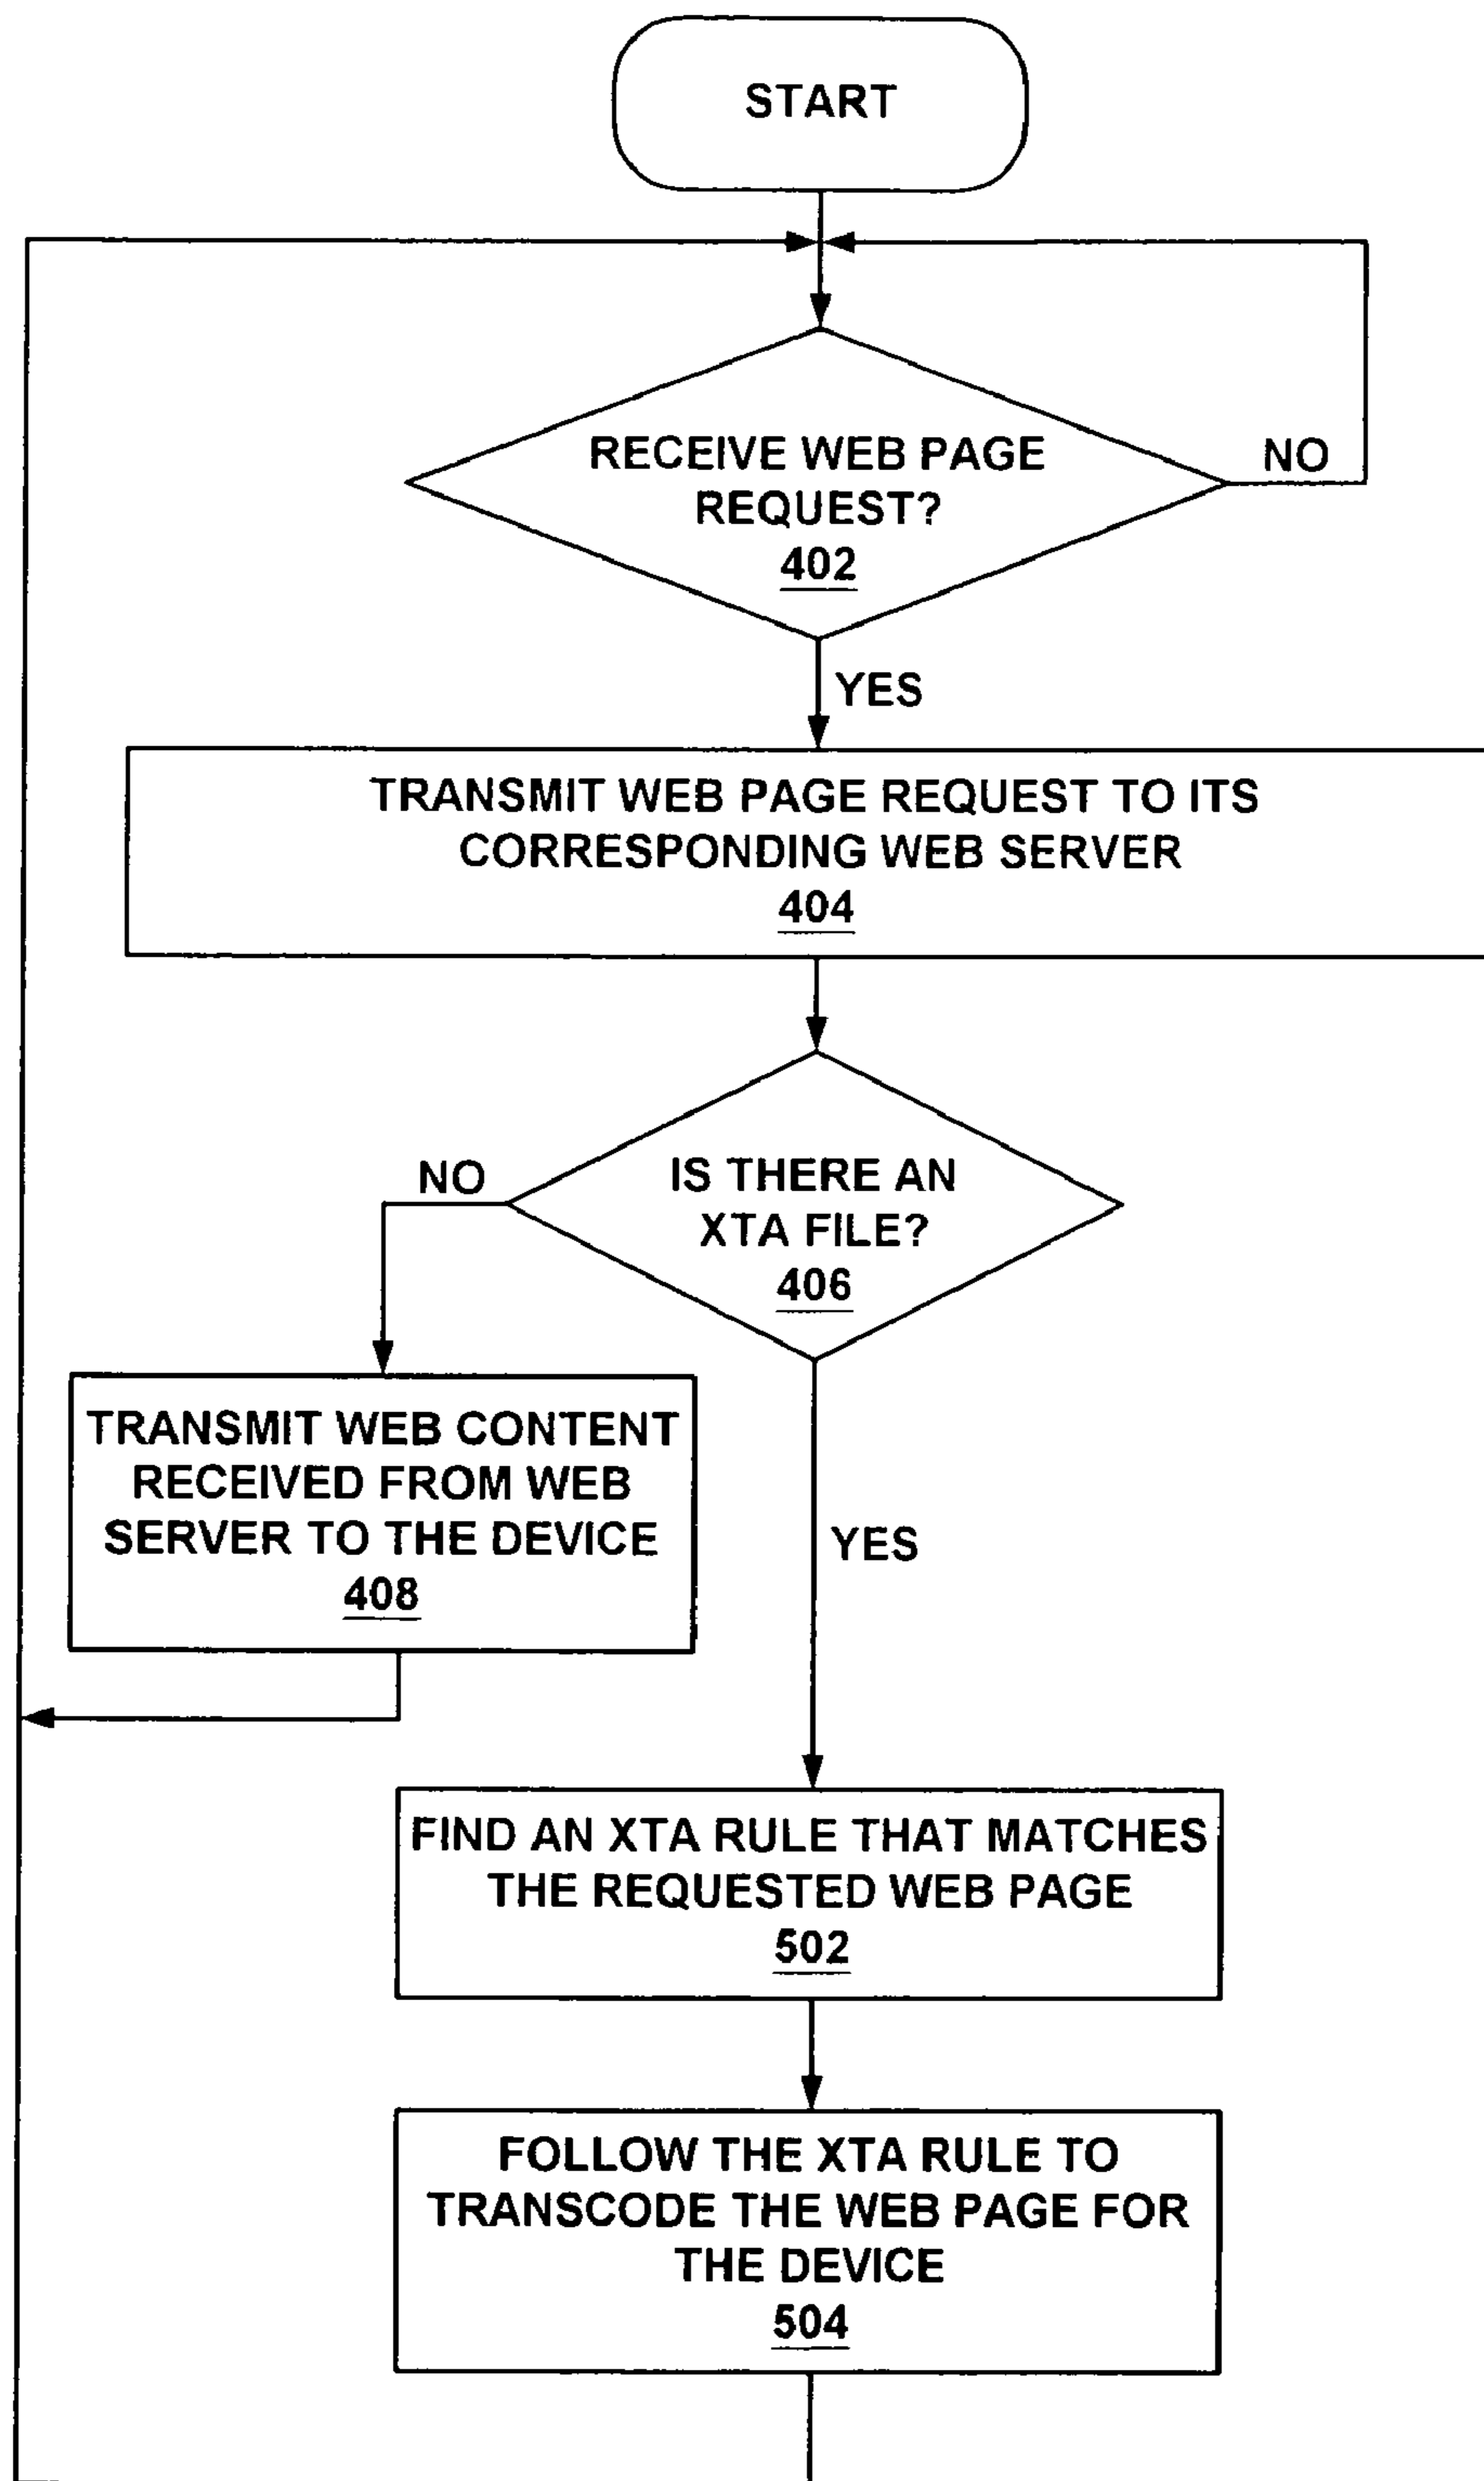 START
RECEIVE WEB PAGE
REQUEST?
402
NO
YES
TRANSMIT WEB PAGE REQUEST TO ITS
CORRESPONDING WEB SERVER
404
IS THERE AN
XTA FILE?
406
NO
TRANSMIT WEB CONTENT
RECEIVED FROM WEB
SERVER TO THE DEVICE
408
YES
FIND AN XTA RULE THAT MATCHES
THE REQUESTED WEB PAGE
502
FOLLOW THE XTA RULE TO
TRANSCODE THE WEB PAGE FOR
THE DEVICE
504